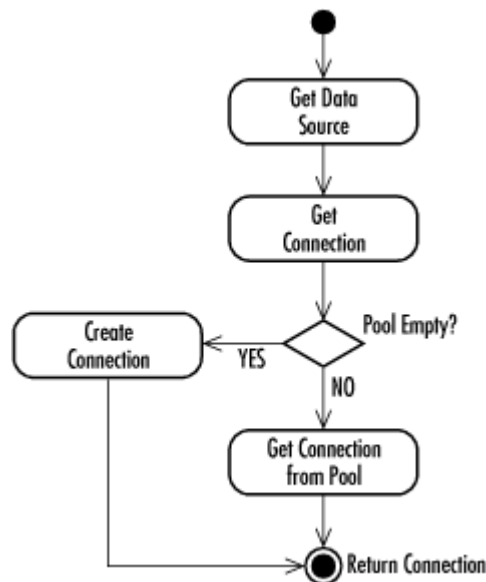 Get Data
Source
Get
Connection
Pool Empty?
Create
Connection
YES
NO
Get Connection
from Pool
Return Connection